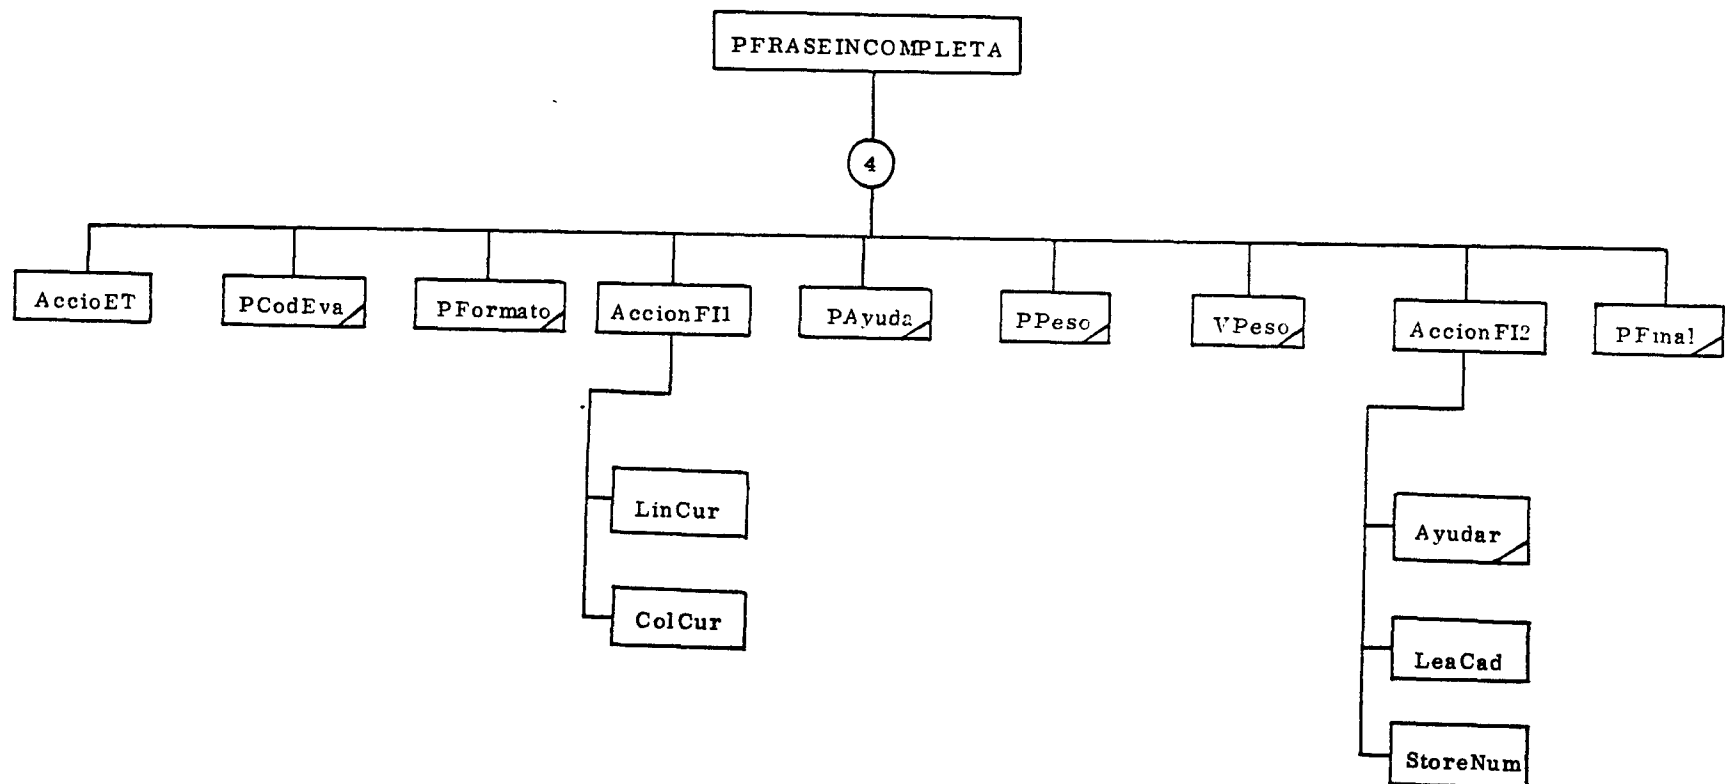 PFRASEINCOMPLETA
4
AccioET
PCodEva
PFormato
AccionFI1
PAyuda
PPeso
VPeso
AccionFI2
PFinal
LinCur
ColCur
Ayudar
LeaCad
StoreNum